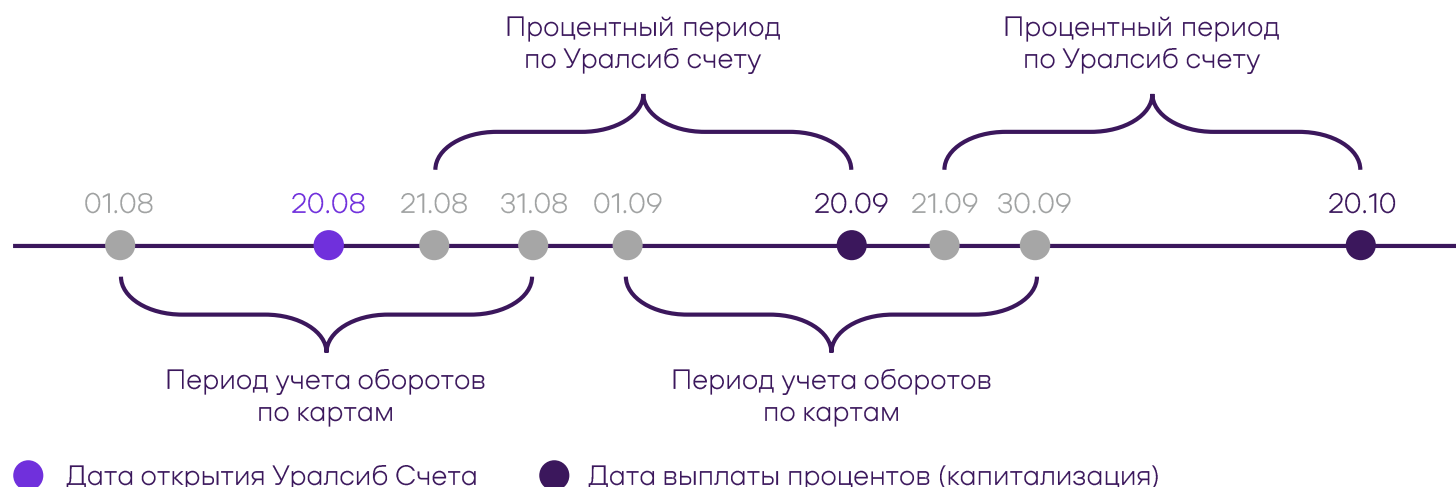 Процентный период
по Уралсиб счету
Процентный период
по Уралсиб счету
01.08
20.08
21.08
31.08
01.09
20.09
21.09
30.09
20.10
Период учета оборотов
по картам
Период учета оборотов
по картам
Дата открытия Уралсиб Счета
Дата выплаты процентов (капитализация)